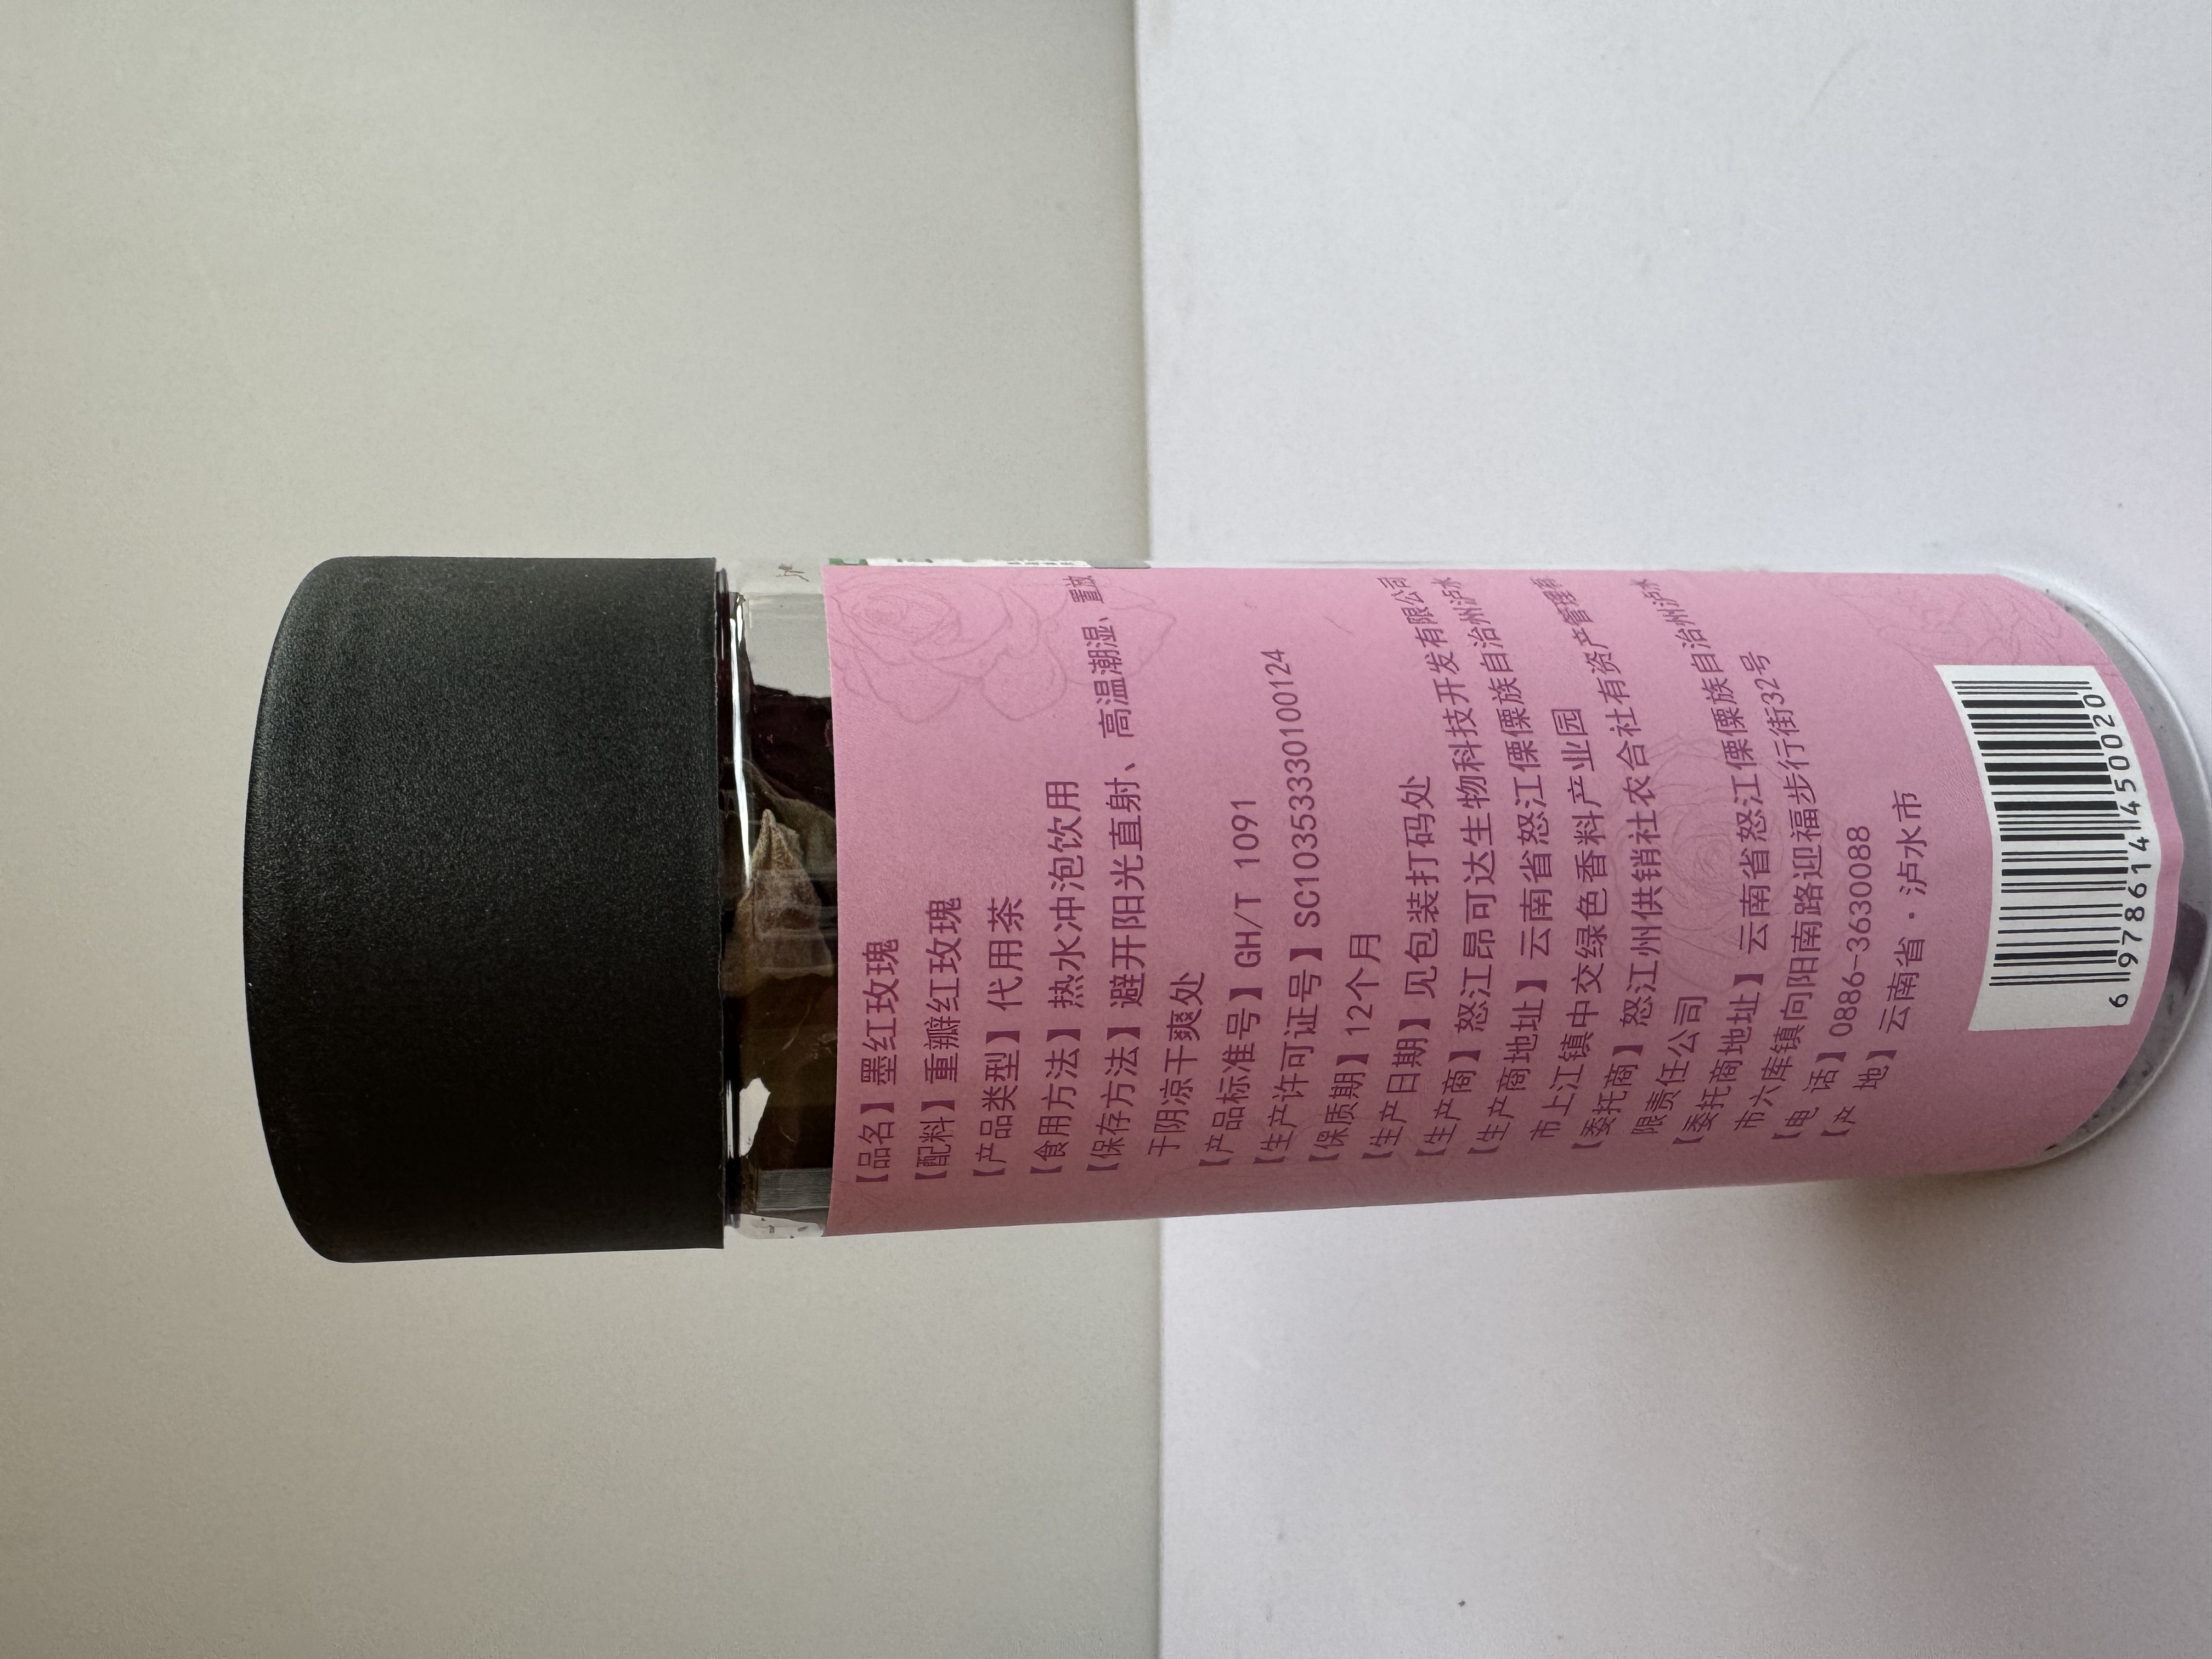 【品名】墨红玫瑰
【配料】重瓣红玫瑰
【产品类型】代用茶
【食用方法】热水冲泡饮用
【保存方法】避开阳光直射、高温潮湿、置放
于阴凉干爽处
【产品标准号】GH/T 1091
【生产许可证号】SC10353330100124
【保质期】12个月
【生产日期】见包装打码处
【生产商】怒江昂可达生物科技开发有限公司
【生产商地址】云南省怒江傈僳族自治州泸水
市上江镇中交绿色香料产业园
【委托商】怒江州供销社农合社有资产管理有
限责任公司
【委托商地址】云南省怒江傈僳族自治州泸水
市六库镇向阳南路迎福步行街32号
【电 话】0886-3630088
【产 地】云南省·泸水市
6 978614 450020